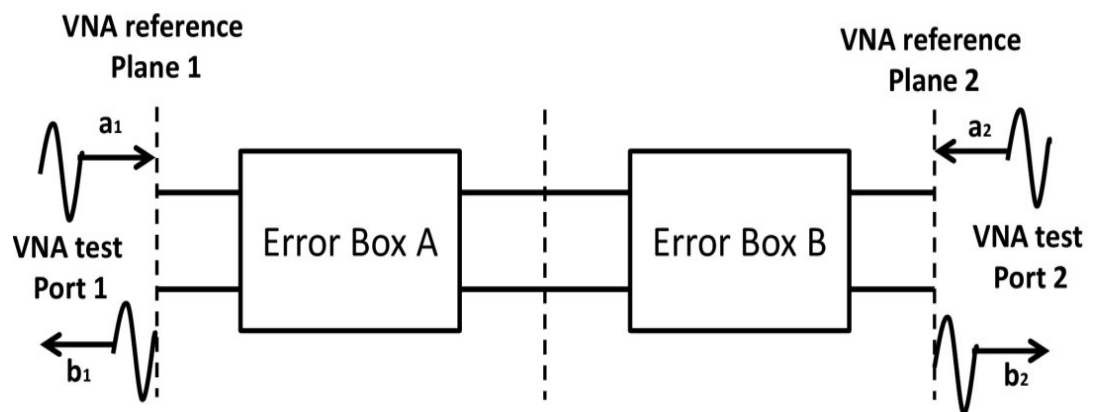 VNA reference
Plane 1
VNA reference
Plane 2
a1
a2
Error Box A
Error Box B
VNA test
Port 1
VNA test
Port 2
b1
b2